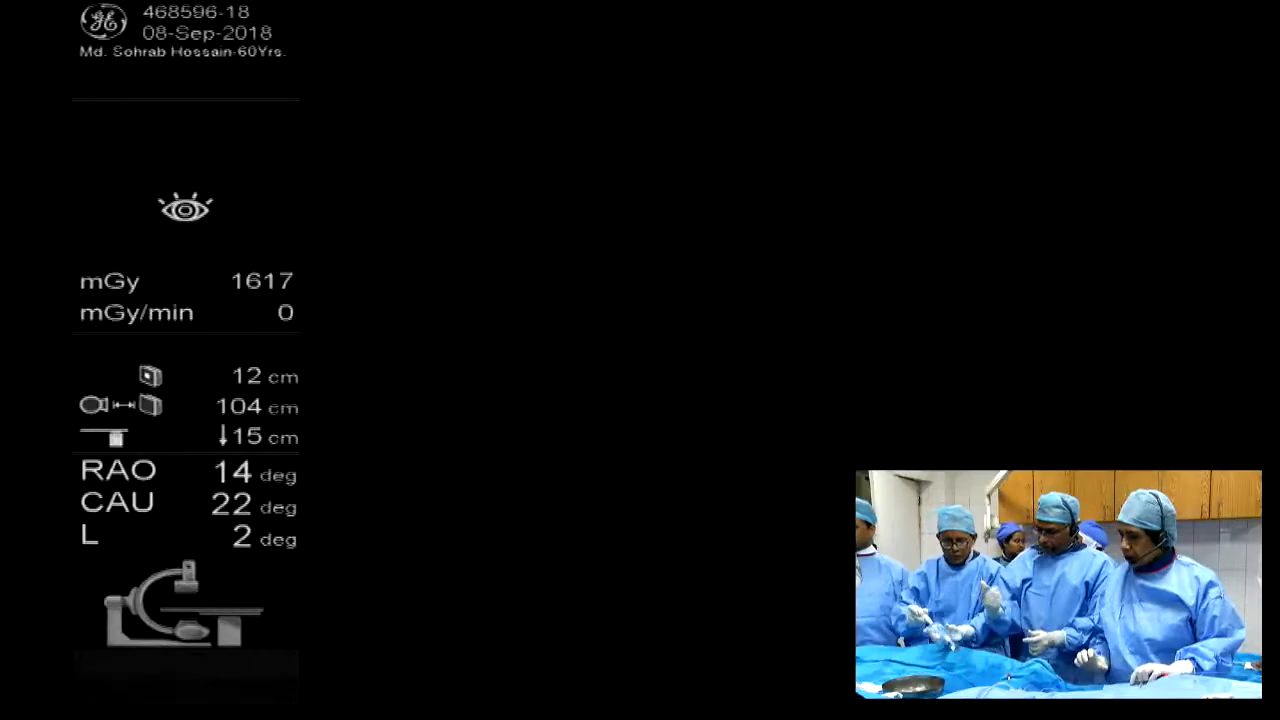 GE
468596-18
08-Sep-2018
Md. Sohrab Hossain-60Yrs.
mGy 1617
mGy/min 0
12 cm
104 cm
↓15 cm
RAO 14 deg
CAU 22 deg
L 2 deg